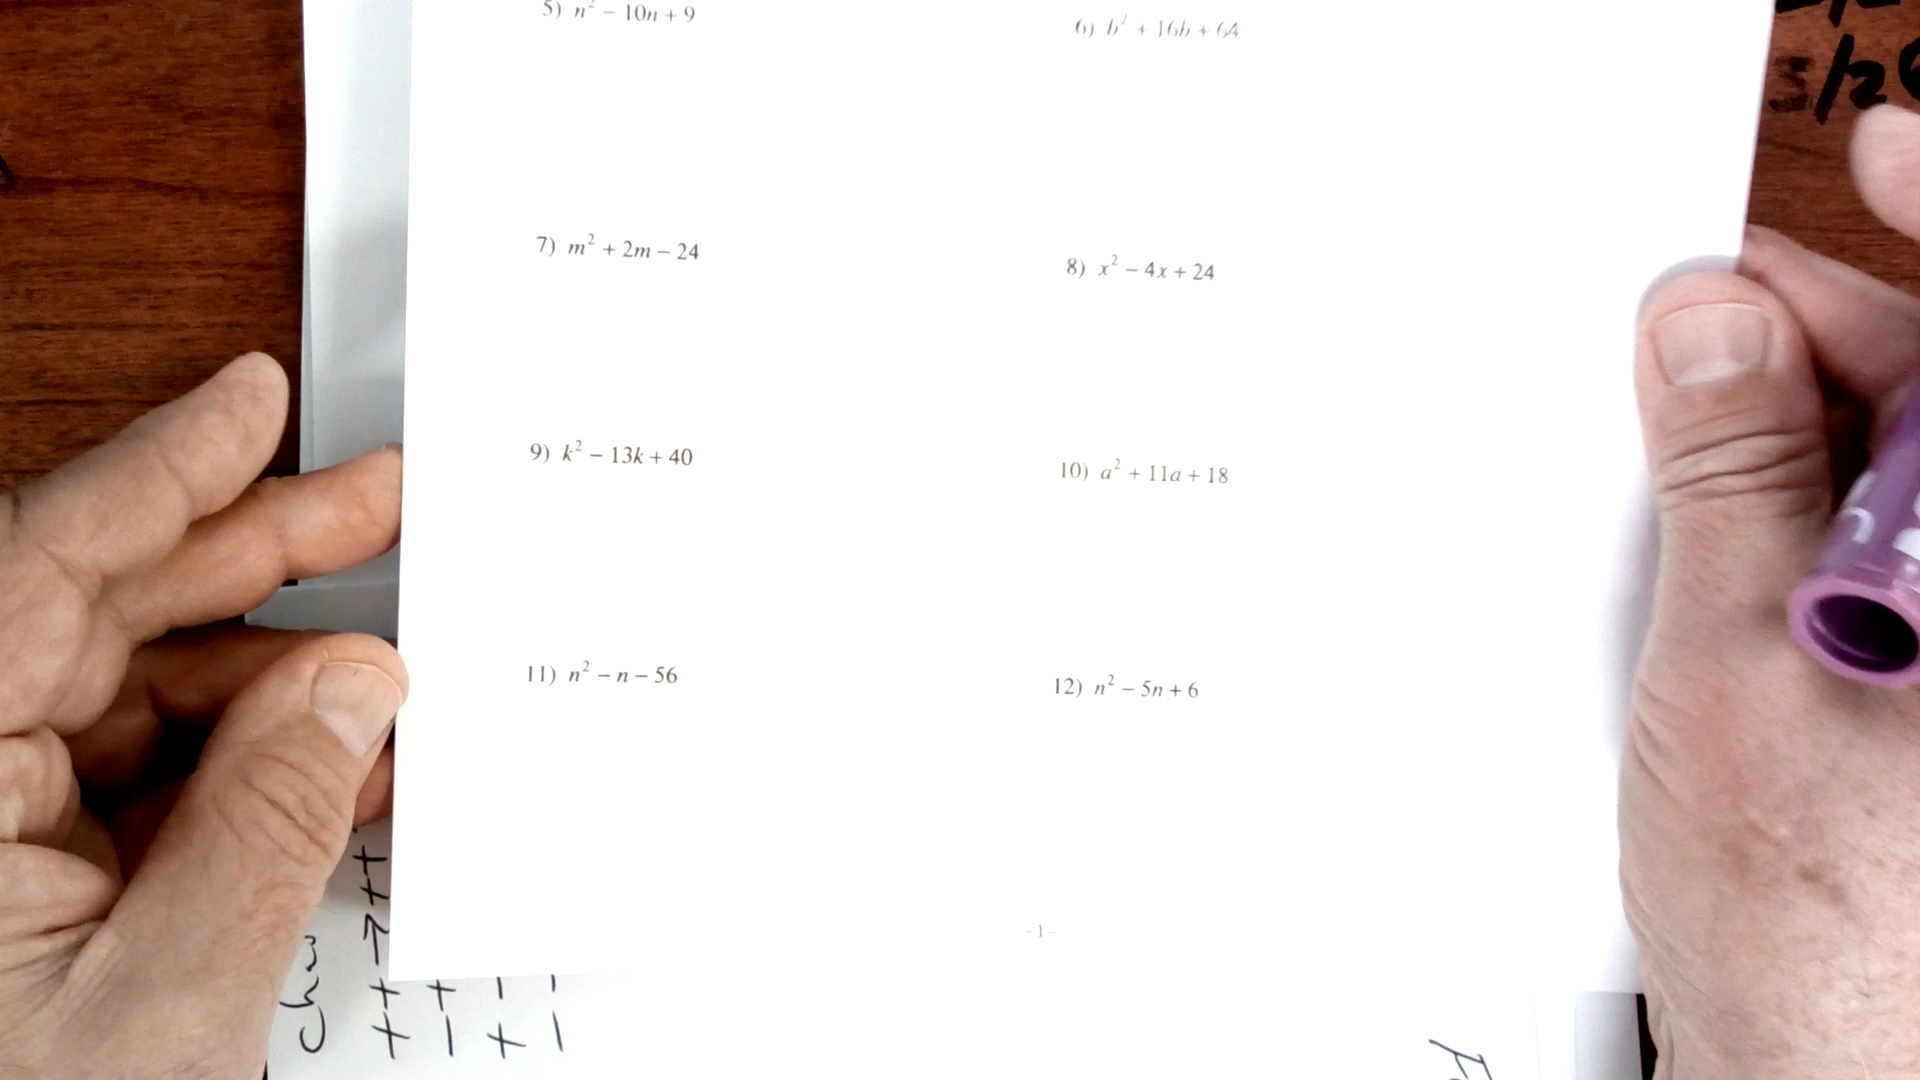 5) n² − 10n + 9
6) b² + 16b + 64
7) m² + 2m − 24
8) x² − 4x + 24
9) k² − 13k + 40
10) a² + 11a + 18
11) n² − n − 56
12) n² − 5n + 6
- 1 -